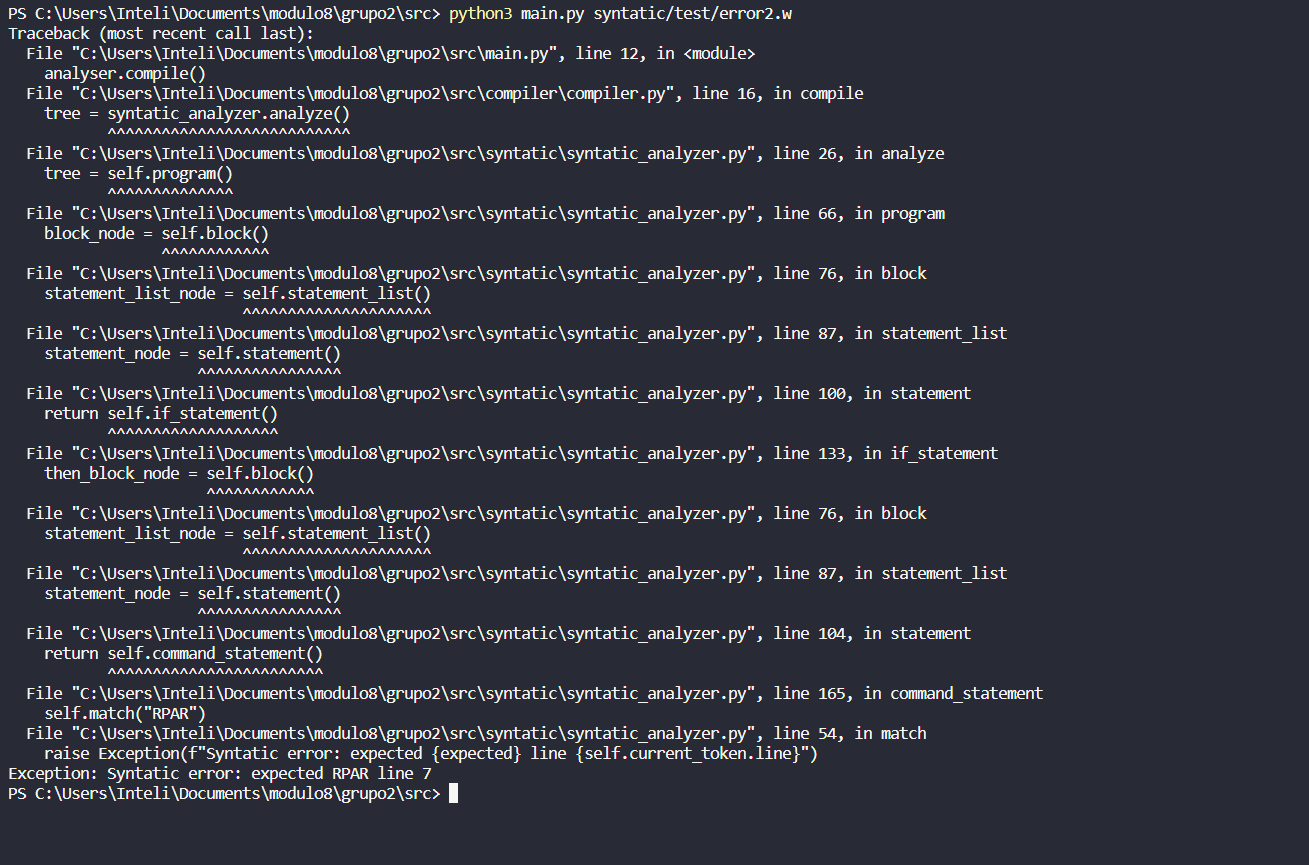 PS C:\Users\Inteli\Documents\modulo8\grupo2\src> python3 main.py syntatic/test/error2.w
Traceback (most recent call last):
  File "C:\Users\Inteli\Documents\modulo8\grupo2\src\main.py", line 12, in <module>
    analyser.compile()
  File "C:\Users\Inteli\Documents\modulo8\grupo2\src\compiler\compiler.py", line 16, in compile
    tree = syntatic_analyzer.analyze()
           ^^^^^^^^^^^^^^^^^^^^^^^^^^^
  File "C:\Users\Inteli\Documents\modulo8\grupo2\src\syntatic\syntatic_analyzer.py", line 26, in analyze
    tree = self.program()
           ^^^^^^^^^^^^^^
  File "C:\Users\Inteli\Documents\modulo8\grupo2\src\syntatic\syntatic_analyzer.py", line 66, in program
    block_node = self.block()
                 ^^^^^^^^^^^^
  File "C:\Users\Inteli\Documents\modulo8\grupo2\src\syntatic\syntatic_analyzer.py", line 76, in block
    statement_list_node = self.statement_list()
                          ^^^^^^^^^^^^^^^^^^^^^
  File "C:\Users\Inteli\Documents\modulo8\grupo2\src\syntatic\syntatic_analyzer.py", line 87, in statement_list
    statement_node = self.statement()
                     ^^^^^^^^^^^^^^^^
  File "C:\Users\Inteli\Documents\modulo8\grupo2\src\syntatic\syntatic_analyzer.py", line 100, in statement
    return self.if_statement()
           ^^^^^^^^^^^^^^^^^^^
  File "C:\Users\Inteli\Documents\modulo8\grupo2\src\syntatic\syntatic_analyzer.py", line 133, in if_statement
    then_block_node = self.block()
                      ^^^^^^^^^^^^
  File "C:\Users\Inteli\Documents\modulo8\grupo2\src\syntatic\syntatic_analyzer.py", line 76, in block
    statement_list_node = self.statement_list()
                          ^^^^^^^^^^^^^^^^^^^^^
  File "C:\Users\Inteli\Documents\modulo8\grupo2\src\syntatic\syntatic_analyzer.py", line 87, in statement_list
    statement_node = self.statement()
                     ^^^^^^^^^^^^^^^^
  File "C:\Users\Inteli\Documents\modulo8\grupo2\src\syntatic\syntatic_analyzer.py", line 104, in statement
    return self.command_statement()
           ^^^^^^^^^^^^^^^^^^^^^^^^
  File "C:\Users\Inteli\Documents\modulo8\grupo2\src\syntatic\syntatic_analyzer.py", line 165, in command_statement
    self.match("RPAR")
  File "C:\Users\Inteli\Documents\modulo8\grupo2\src\syntatic\syntatic_analyzer.py", line 54, in match
    raise Exception(f"Syntatic error: expected {expected} line {self.current_token.line}")
Exception: Syntatic error: expected RPAR line 7
PS C:\Users\Inteli\Documents\modulo8\grupo2\src>